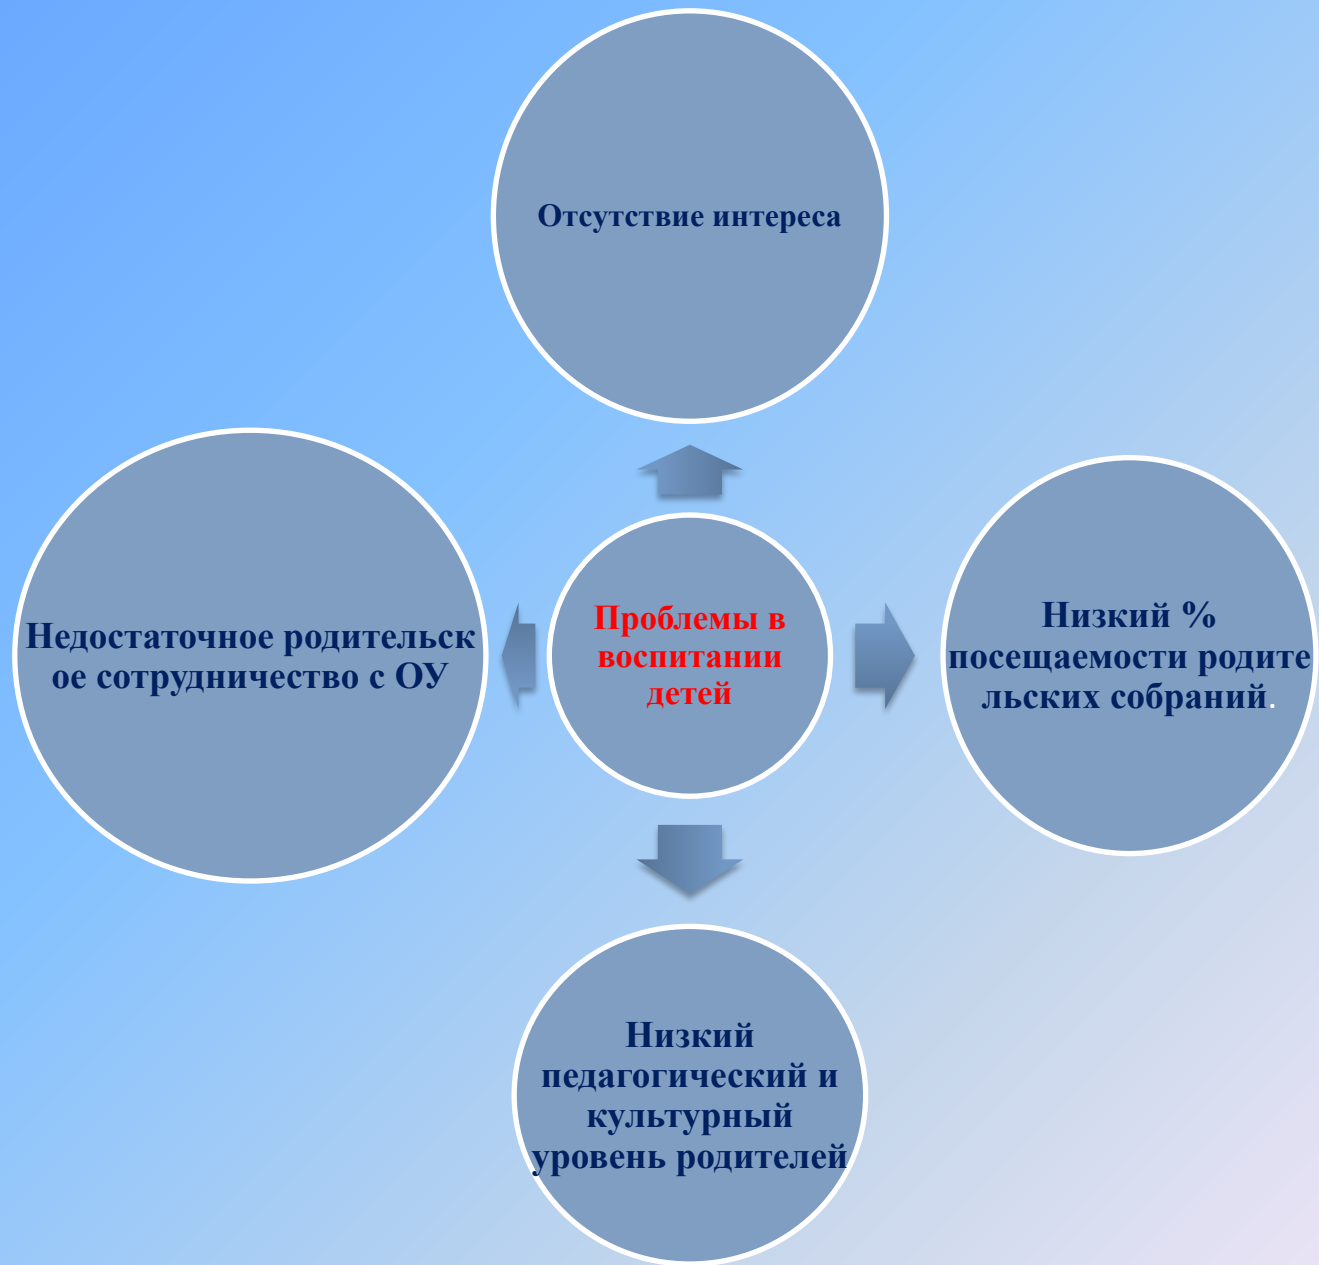 Отсутствие интереса
Недостаточное родительск
ое сотрудничество с ОУ
Проблемы в
воспитании
детей
Низкий %
посещаемости родите
льских собраний.
Низкий
педагогический и
культурный
уровень родителей